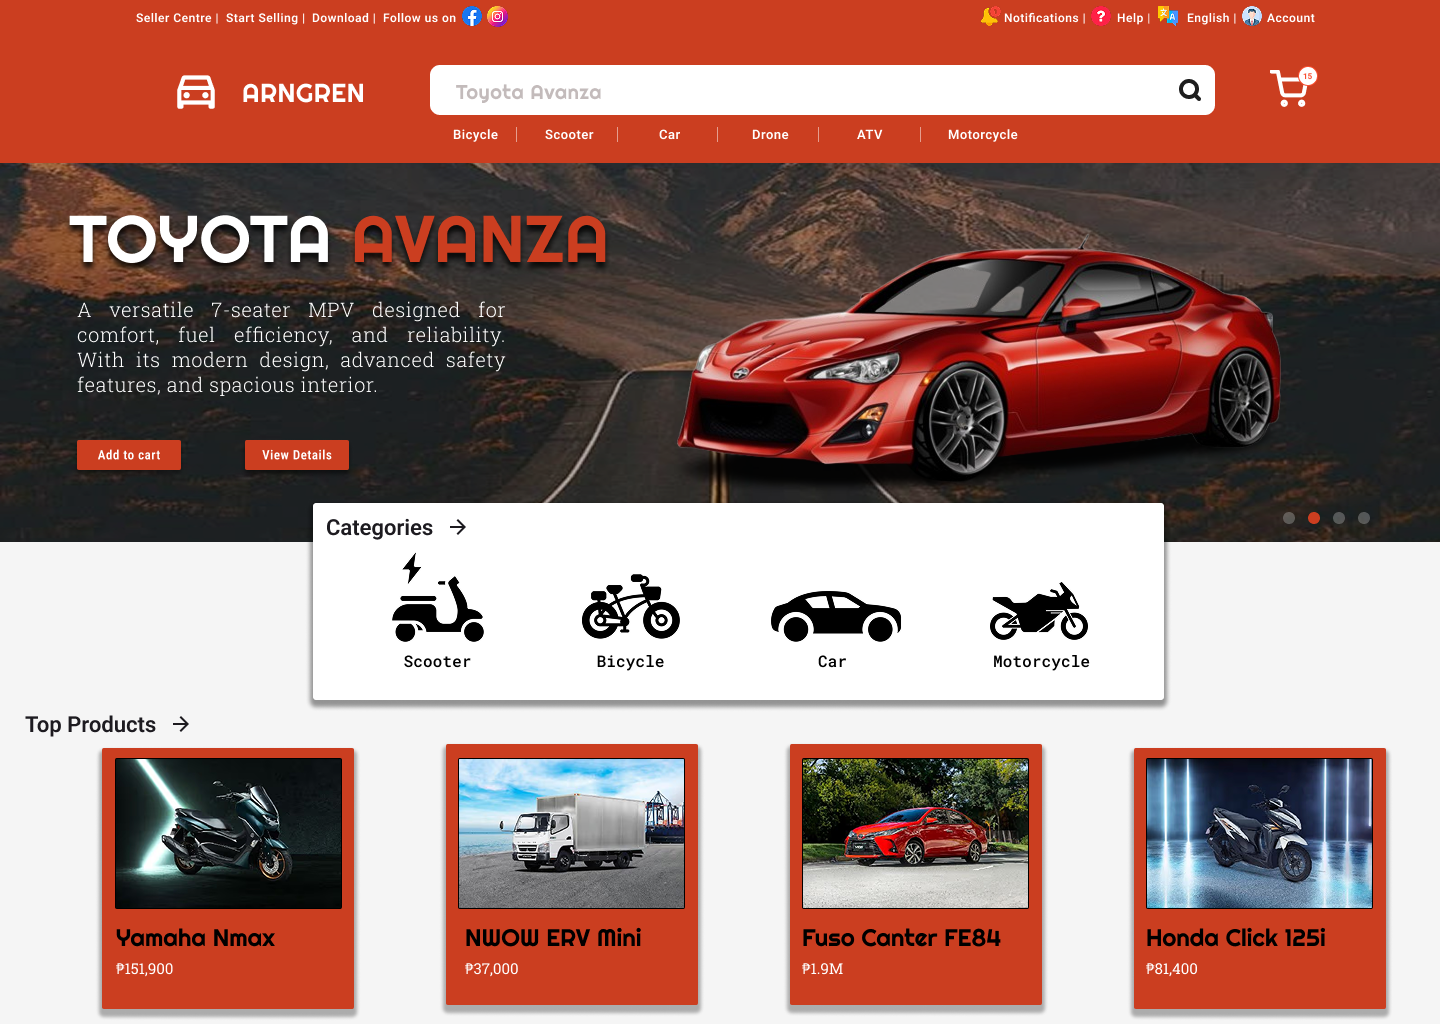 Seller Centre | Start Selling | Download | Follow us on
Notifications | Help | English | Account
ARNGREN
Toyota Avanza
15
Bicycle
Scooter
Car
Drone
ATV
Motorcycle
TOYOTA AVANZA
A versatile 7-seater MPV designed for
comfort, fuel efficiency, and reliability.
With its modern design, advanced safety
features, and spacious interior.
Add to cart
View Details
Categories
Scooter
Bicycle
Car
Motorcycle
Top Products
Yamaha Nmax
₱151,900
NWOW ERV Mini
₱37,000
Fuso Canter FE84
₱1.9M
Honda Click 125i
₱81,400